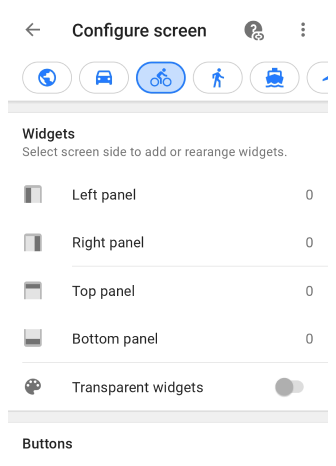 Configure screen
Widgets
Select screen side to add or rearrange widgets.
Left panel 0
Right panel 0
Top panel 0
Bottom panel 0
Transparent widgets
Buttons